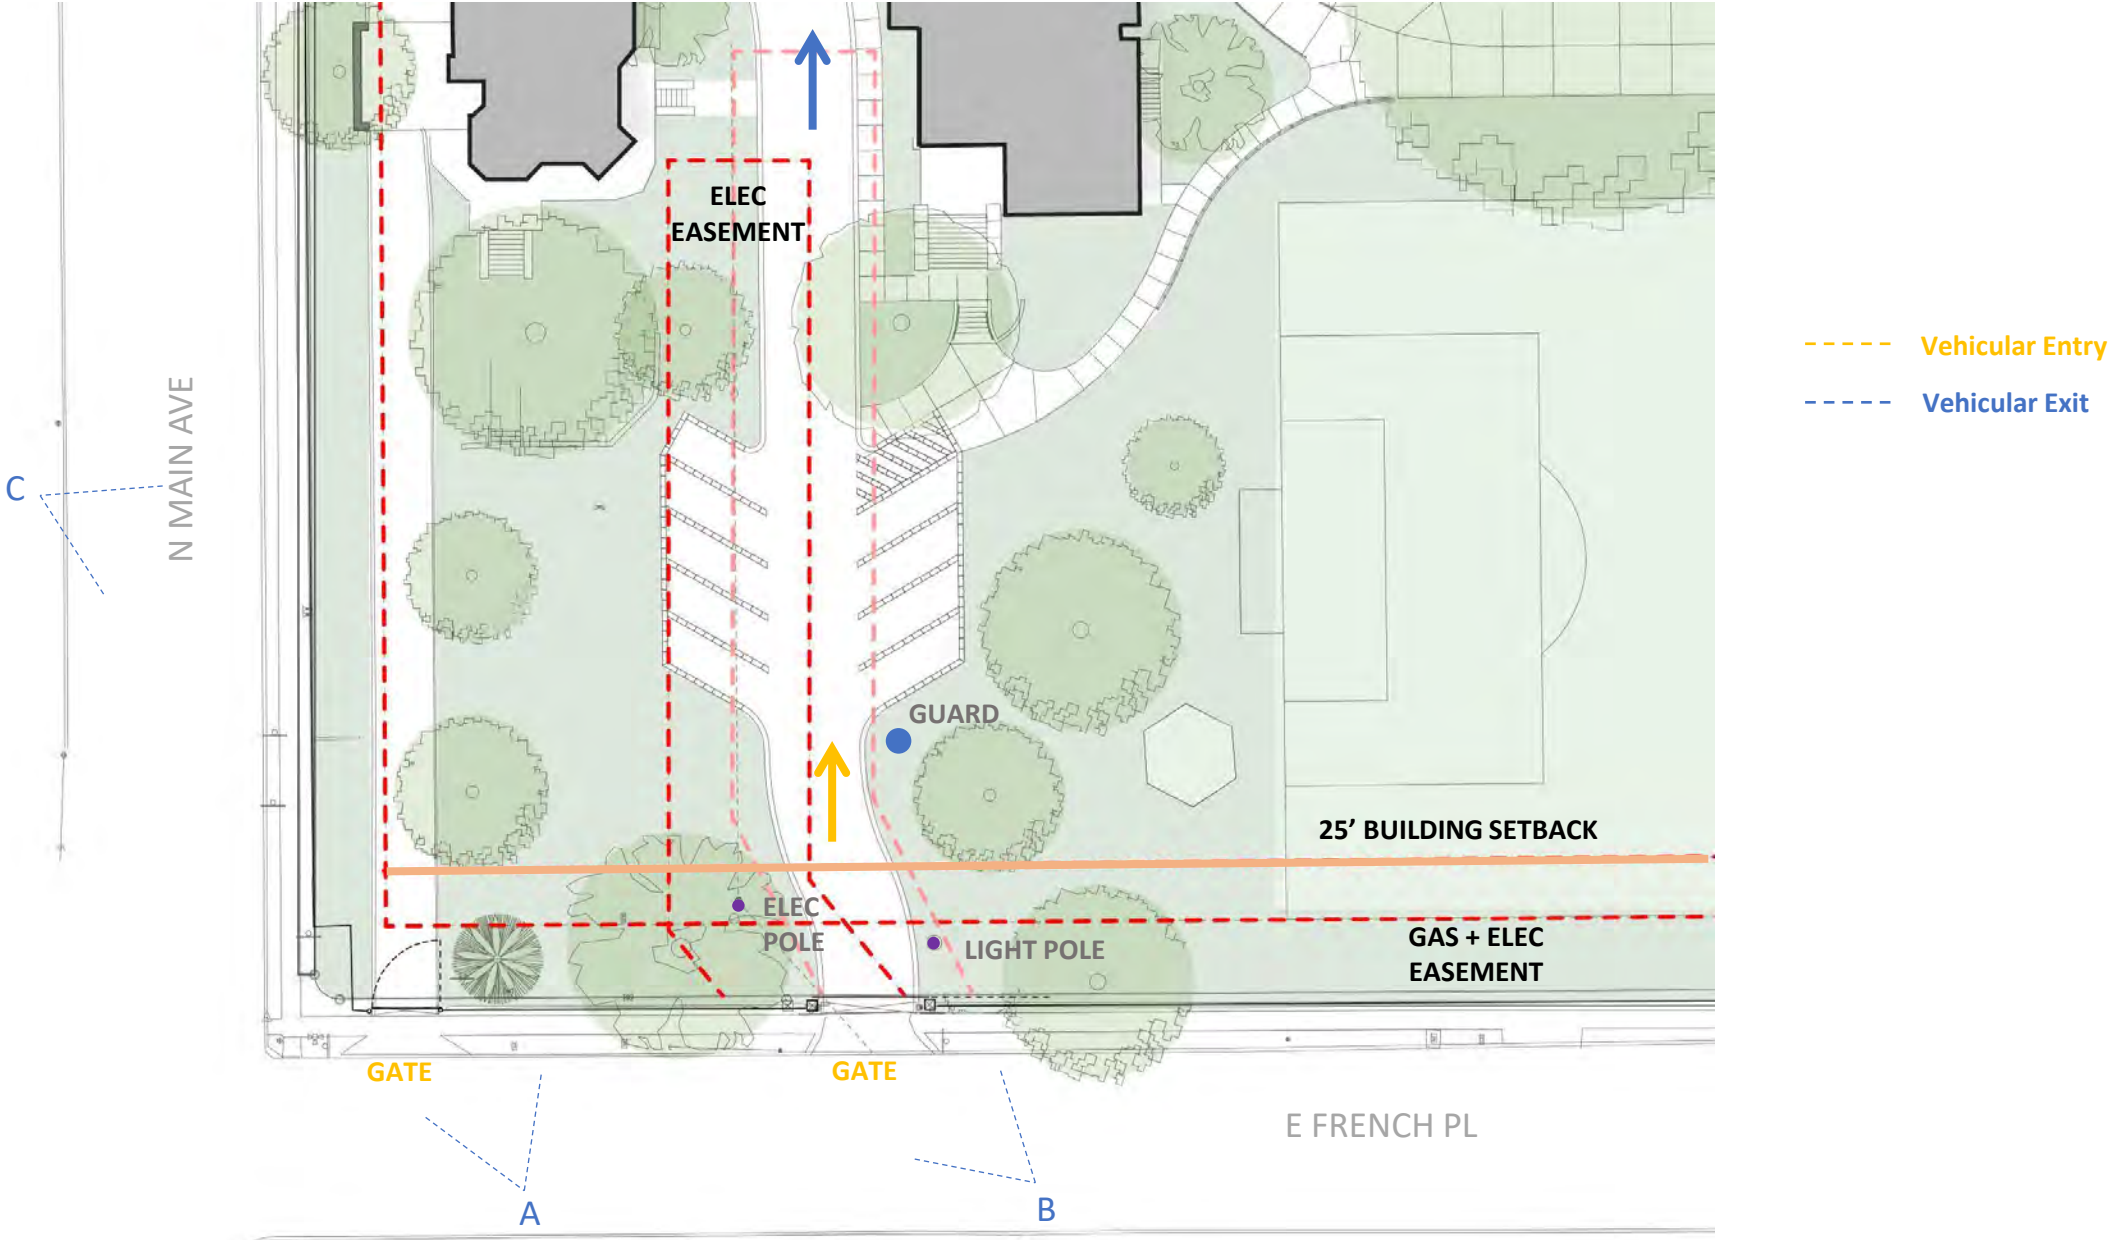 ELEC
EASEMENT
Vehicular Entry
Vehicular Exit
N MAIN AVE
C
GUARD
25’ BUILDING SETBACK
ELEC
POLE
LIGHT POLE
GAS + ELEC
EASEMENT
GATE
GATE
E FRENCH PL
A
B